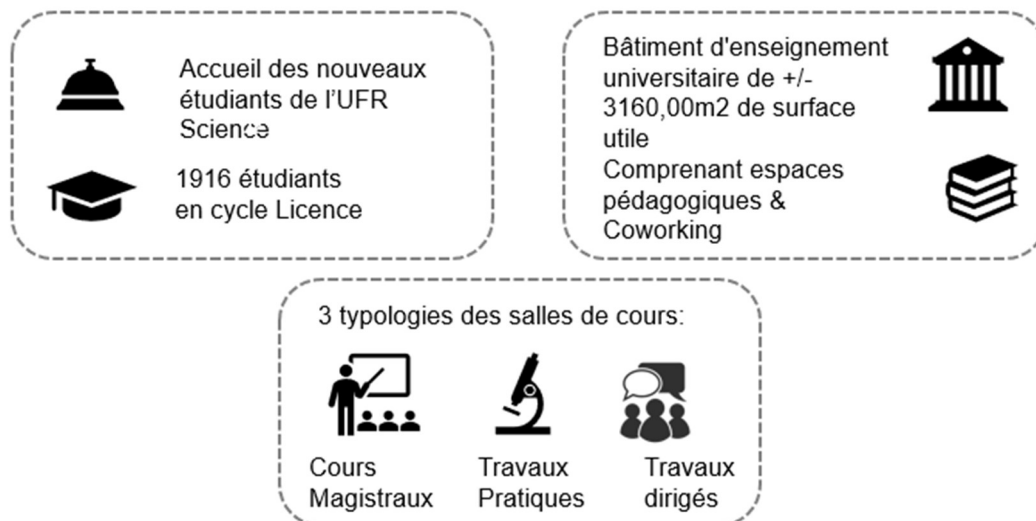 Accueil des nouveaux
étudiants de l'UFR
Science
1916 étudiants
en cycle Licence
Bâtiment d'enseignement
universitaire de +/-
3160,00m2 de surface
utile
Comprenant espaces
pédagogiques &
Coworking
3 typologies des salles de cours:
Cours
Magistraux
Travaux
Pratiques
Travaux
dirigés